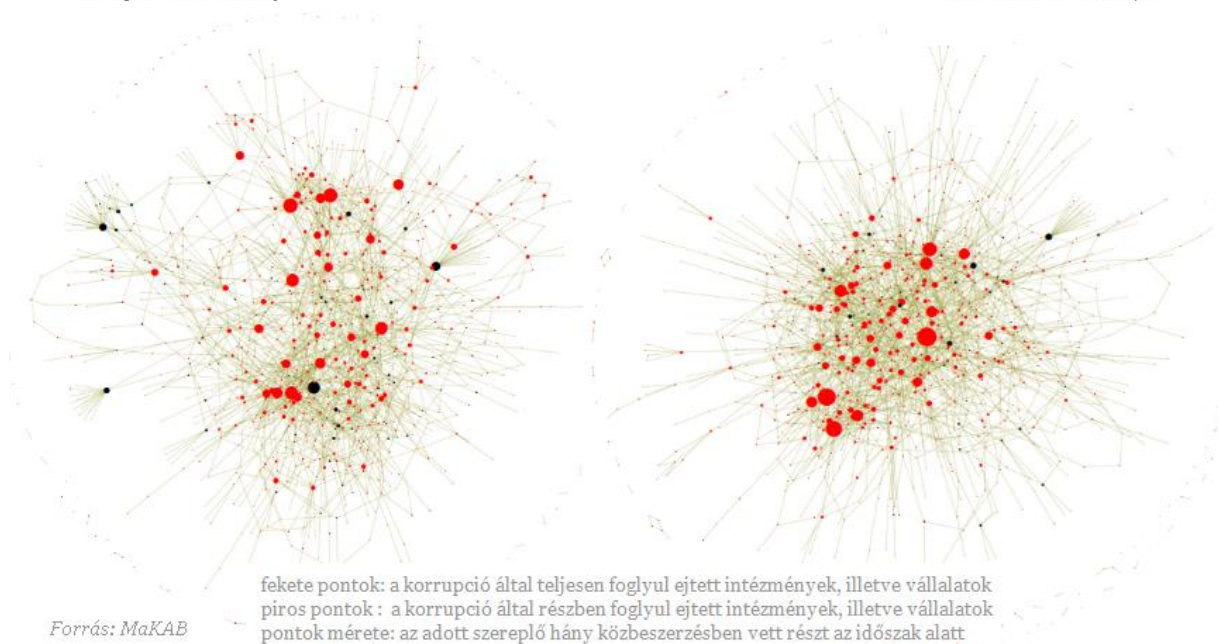 fekete pontok: a korrupció által teljesen foglyul ejtett intézmények, illetve vállalatok
piros pontok : a korrupció által részben foglyul ejtett intézmények, illetve vállalatok
Forrás: MaKAB
pontok mérete: az adott szereplő hány közbeszerzésben vett részt az időszak alatt